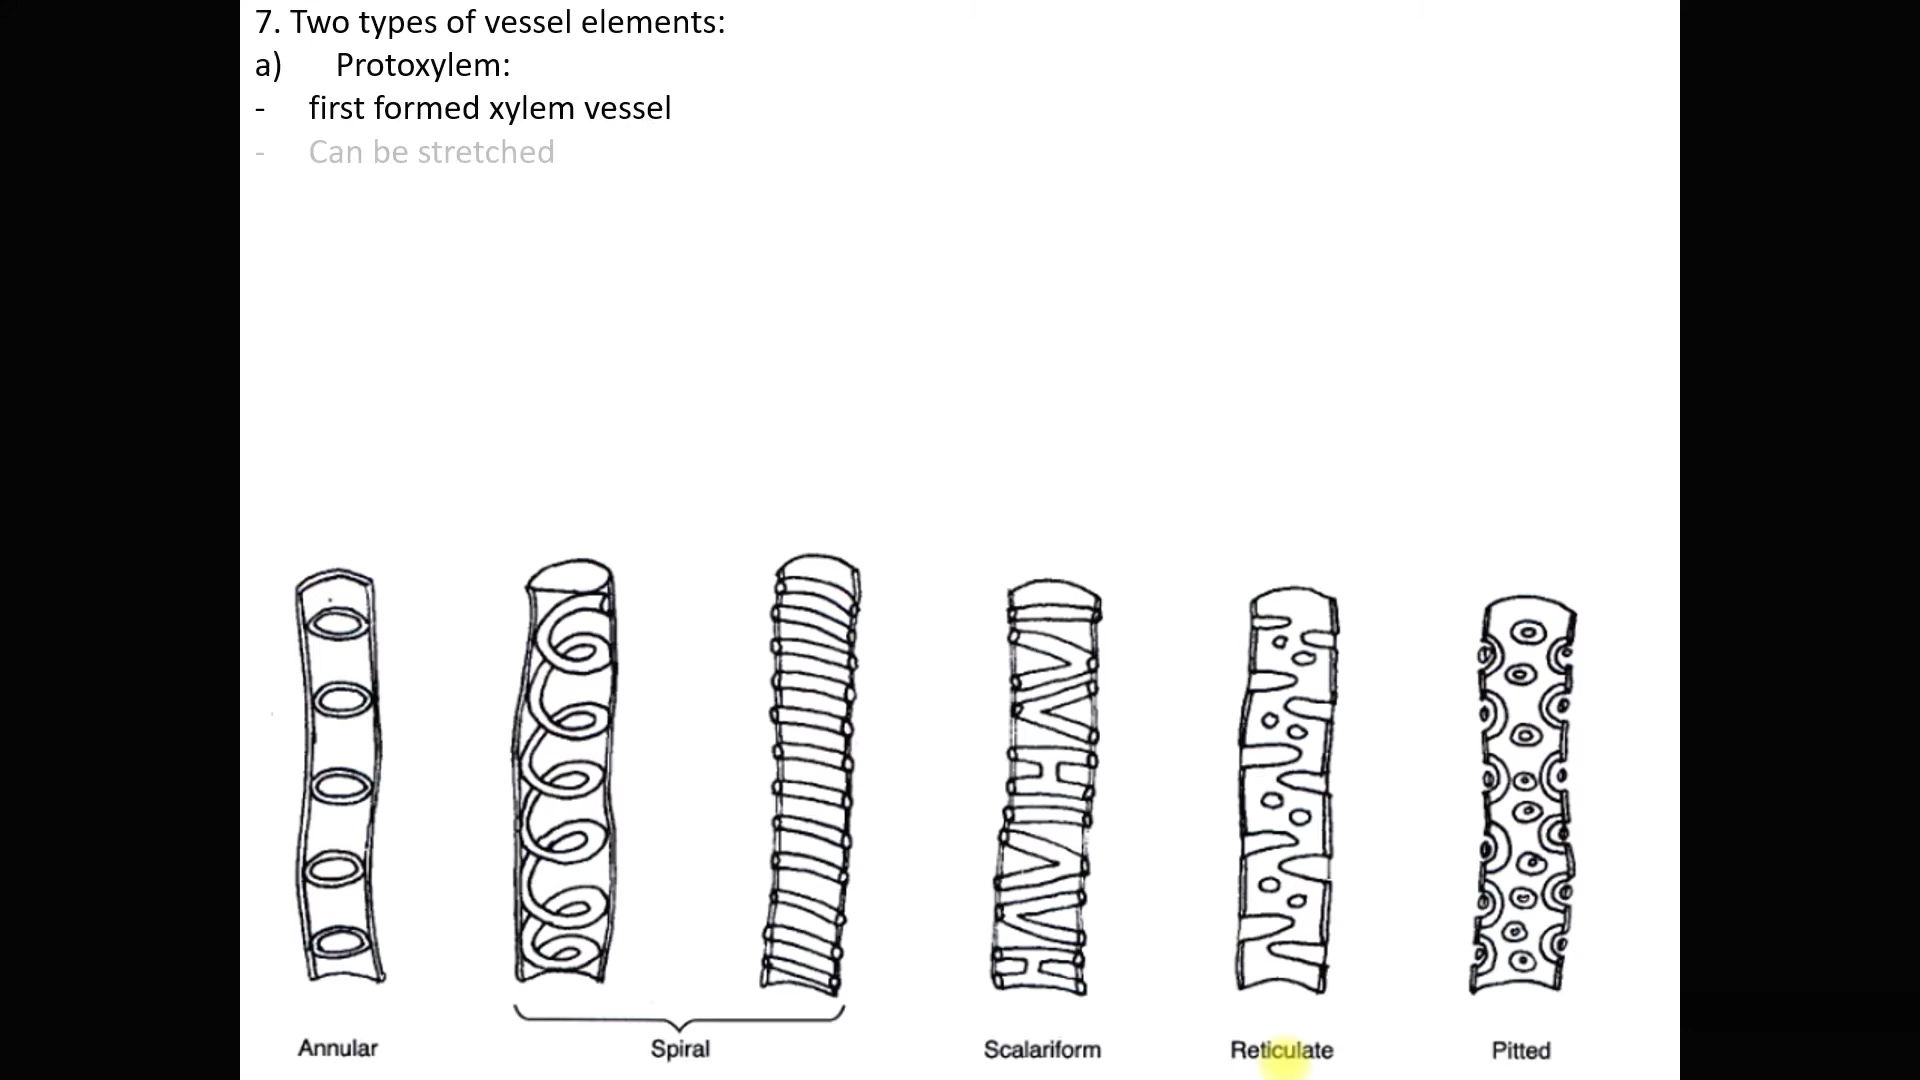 7. Two types of vessel elements:
a) Protoxylem:
- first formed xylem vessel
- Can be stretched
Annular Spiral Scalariform Reticulate Pitted